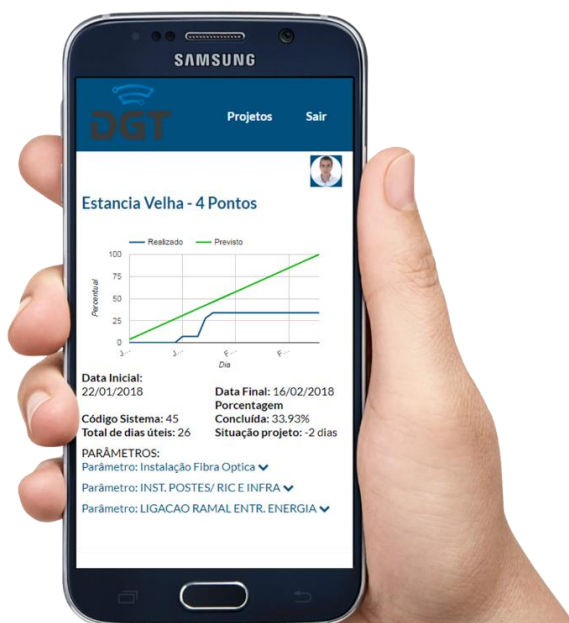 SAMSUNG
DGT
Projetos Sair
Estancia Velha - 4 Pontos
Realizado Previsto
100
75
50
25
0
Percentual
J... J... F... F...
Dia
Data Inicial:
22/01/2018 Data Final: 16/02/2018
Porcentagem
Código Sistema: 45 Concluída: 33.93%
Total de dias úteis: 26 Situação projeto: -2 dias
PARÂMETROS:
Parâmetro: Instalação Fibra Optica
Parâmetro: INST. POSTES/ RIC E INFRA
Parâmetro: LIGACAO RAMAL ENTR. ENERGIA